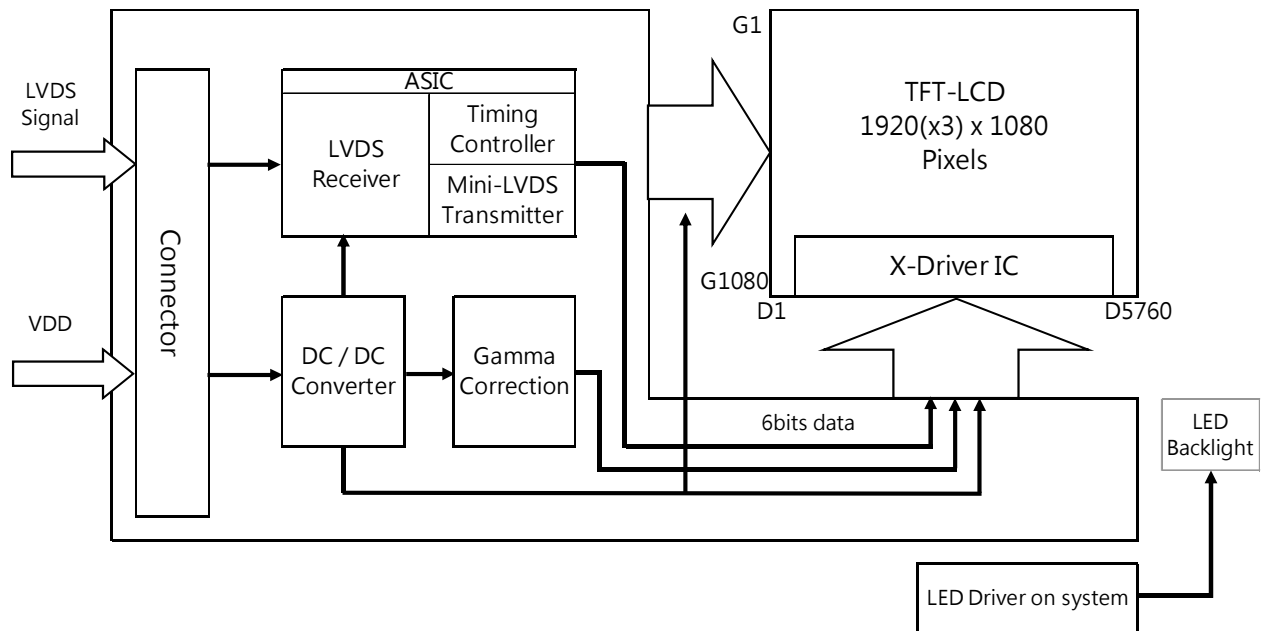 G1
LVDS
Signal
ASIC
LVDS
Receiver
Timing
Controller
Mini-LVDS
Transmitter
TFT-LCD
1920(x3) x 1080
Pixels
Connector
G1080
X-Driver IC
D1
D5760
VDD
DC / DC
Converter
Gamma
Correction
6bits data
LED
Backlight
LED Driver on system